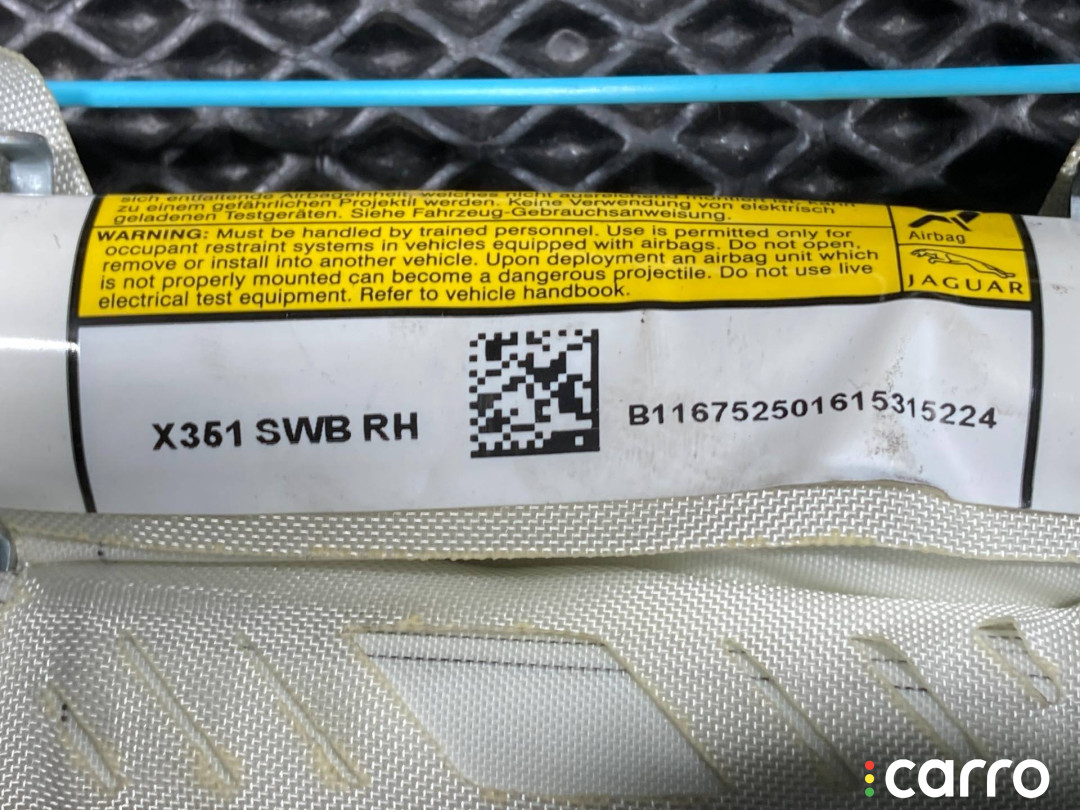 zu einem gefährlichen Projektil werden. Keine Verwendung von elektrisch
geladenen Testgeräten. Siehe Fahrzeug-Gebrauchsanweisung.
WARNING: Must be handled by trained personnel. Use is permitted only for
occupant restraint systems in vehicles equipped with airbags. Do not open,
remove or install into another vehicle. Upon deployment an airbag unit which
is not properly mounted can become a dangerous projectile. Do not use live
electrical test equipment. Refer to vehicle handbook.
Airbag
JAGUAR
X351 SWB RH
B116752501615315224
carro